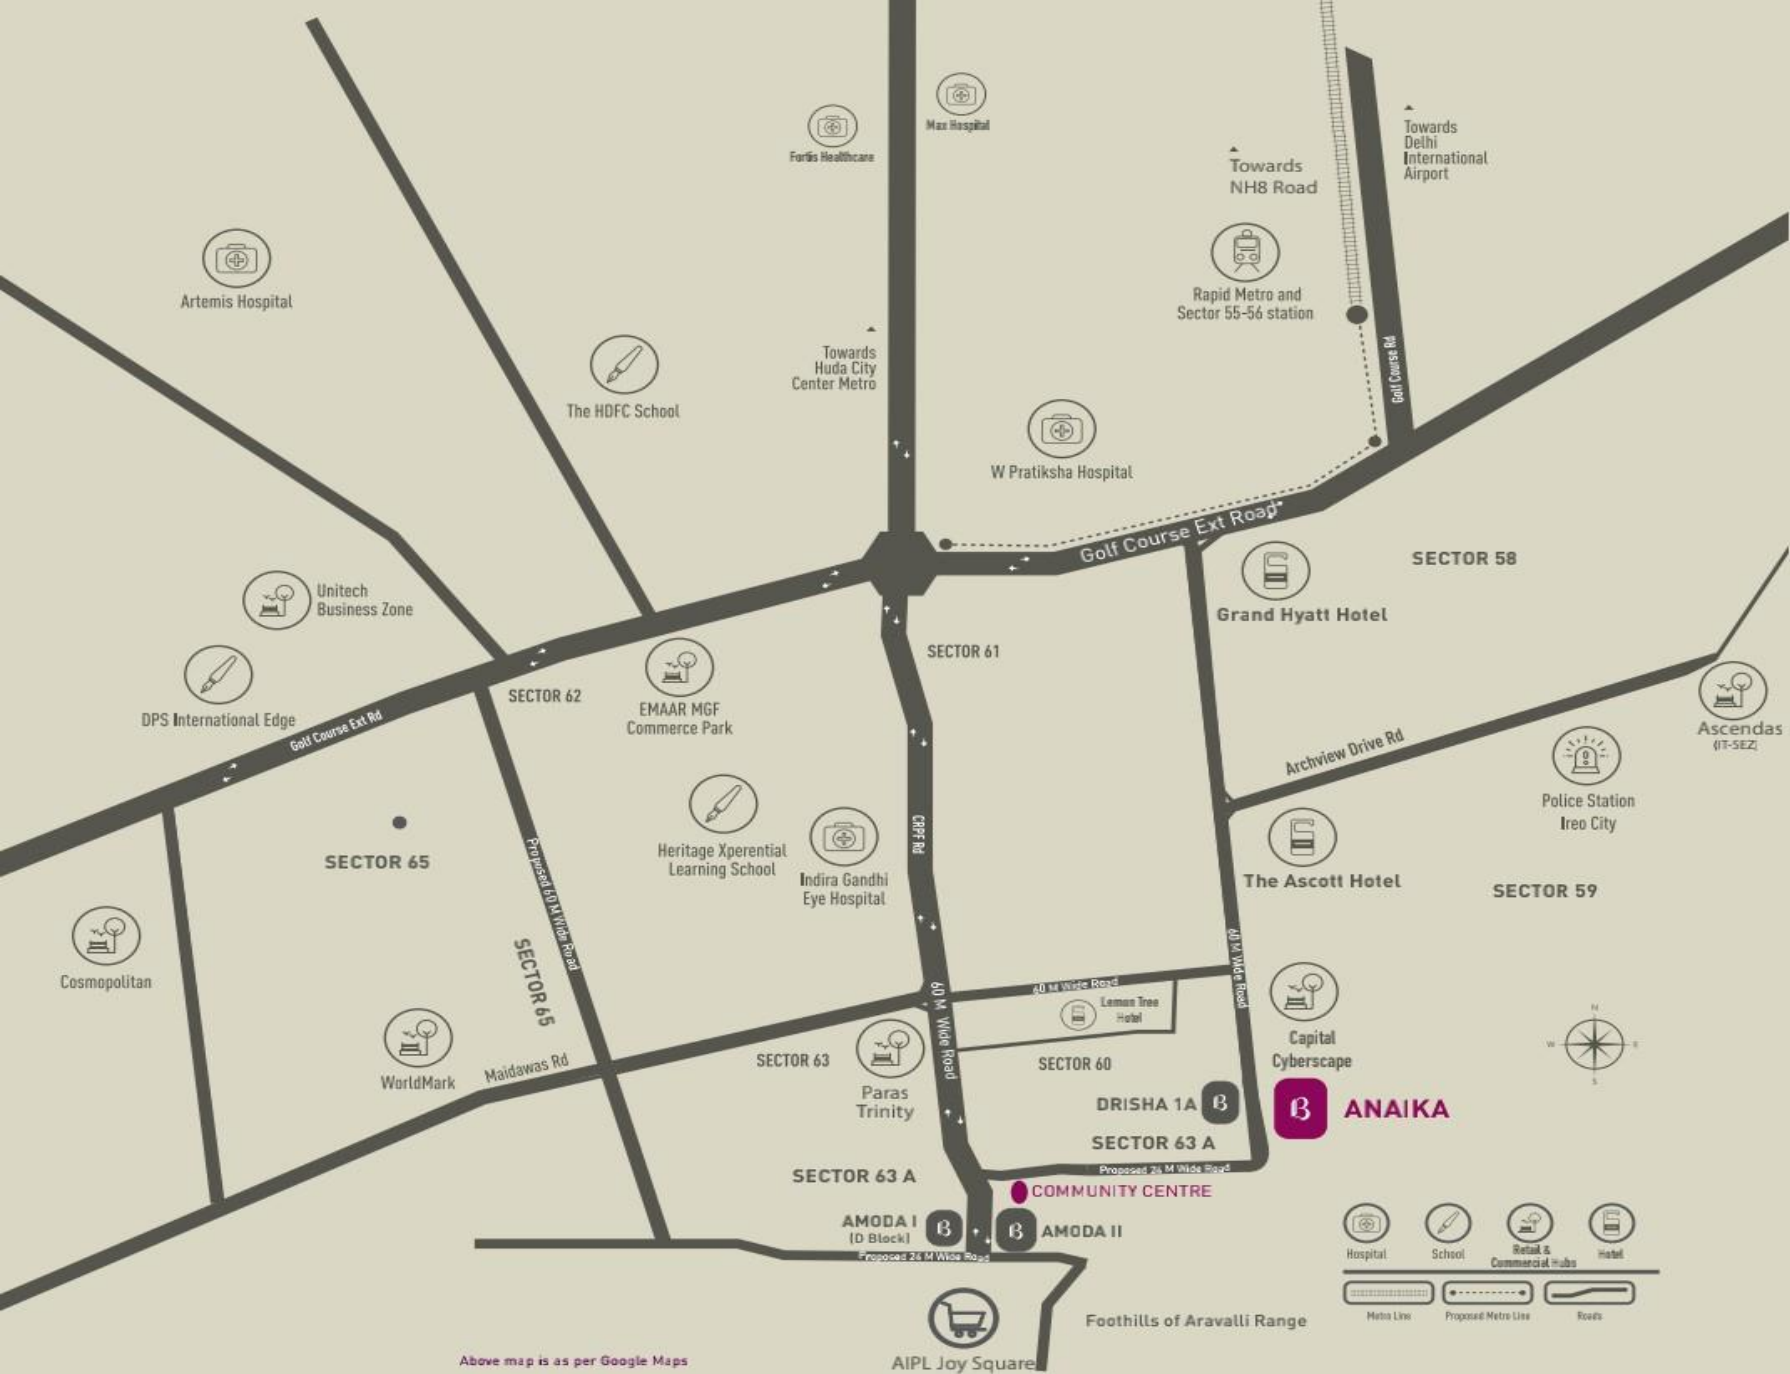 Max Hospital
Fortis Healthcare
Towards
Delhi
International
Airport
Towards
NH8 Road
Artemis Hospital
Rapid Metro and
Sector 55-56 station
Towards
Huda City
Center Metro
Golf Course Rd
The HDFC School
W Pratiksha Hospital
Golf Course Ext Road
SECTOR 58
Grand Hyatt Hotel
Unitech
Business Zone
SECTOR 61
SECTOR 62
EMAAR MGF
Commerce Park
DPS International Edge
Golf Course Ext Rd
Ascendas
(IT-SEZ)
Archview Drive Rd
Police Station
Ireo City
CRPF Rd
SECTOR 65
Proposed 60 M Wide Road
Heritage Xperential
Learning School
Indira Gandhi
Eye Hospital
The Ascott Hotel
SECTOR 59
Cosmopolitan
SECTOR 65
60 M Wide Road
60 M Wide Road
60 M Wide Road
Lemon Tree
Hotel
N
W
E
S
Capital
Cyberscape
SECTOR 63
SECTOR 60
WorldMark
Maidawas Rd
Paras
Trinity
DRISHA 1A
B
B
ANAIKA
SECTOR 63 A
Proposed 24 M Wide Road
SECTOR 63 A
COMMUNITY CENTRE
AMODA I
(D Block)
B
B
AMODA II
Proposed 24 M Wide Road
Hospital
School
Retail &
Commercial Hubs
Hotel
Metro Line
Proposed Metro Line
Roads
Foothills of Aravalli Range
AIPL Joy Square
Above map is as per Google Maps